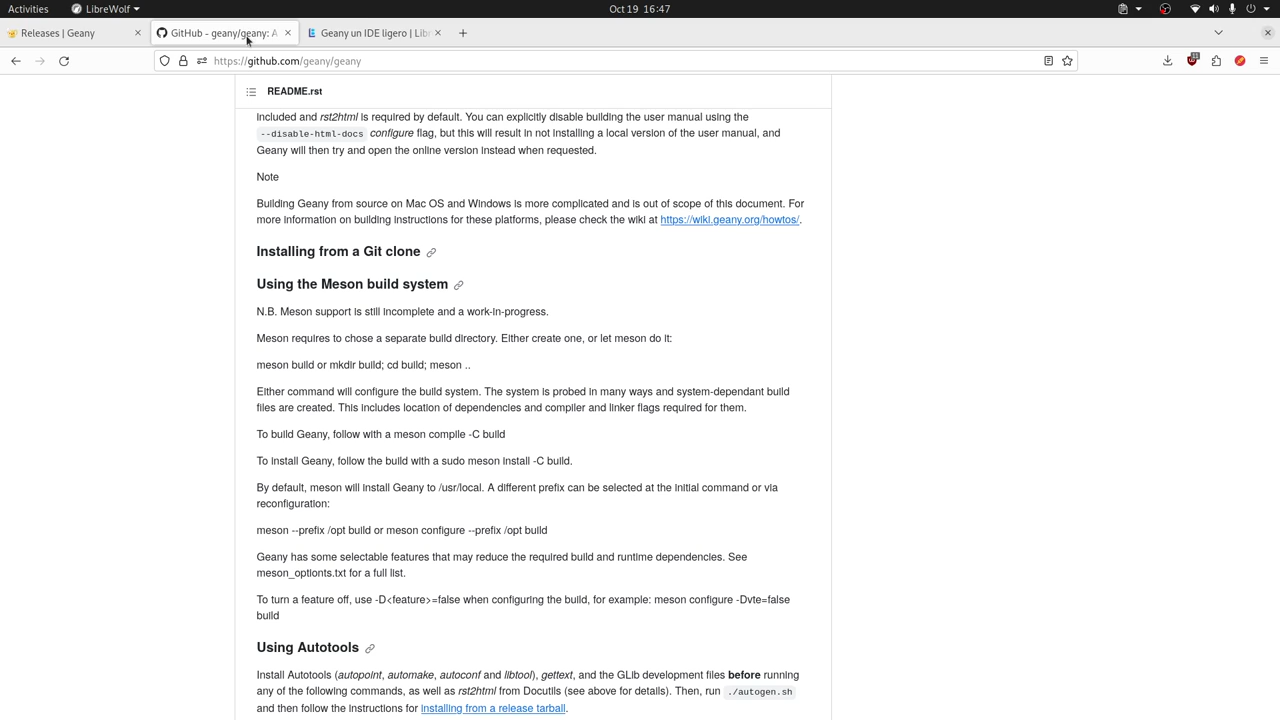 Activities
LibreWolf
Oct 19 16:47
Releases | Geany
GitHub - geany/geany: A
Geany un IDE ligero | Libr
https://github.com/geany/geany
11
README.rst
included and rst2html is required by default. You can explicitly disable building the user manual using the
--disable-html-docs configure flag, but this will result in not installing a local version of the user manual, and
Geany will then try and open the online version instead when requested.
Note
Building Geany from source on Mac OS and Windows is more complicated and is out of scope of this document. For
more information on building instructions for these platforms, please check the wiki at https://wiki.geany.org/howtos/.
Installing from a Git clone
Using the Meson build system
N.B. Meson support is still incomplete and a work-in-progress.
Meson requires to chose a separate build directory. Either create one, or let meson do it:
meson build or mkdir build; cd build; meson ..
Either command will configure the build system. The system is probed in many ways and system-dependant build
files are created. This includes location of dependencies and compiler and linker flags required for them.
To build Geany, follow with a meson compile -C build
To install Geany, follow the build with a sudo meson install -C build.
By default, meson will install Geany to /usr/local. A different prefix can be selected at the initial command or via
reconfiguration:
meson --prefix /opt build or meson configure --prefix /opt build
Geany has some selectable features that may reduce the required build and runtime dependencies. See
meson_optionts.txt for a full list.
To turn a feature off, use -D<feature>=false when configuring the build, for example: meson configure -Dvte=false
build
Using Autotools
Install Autotools (autopoint, automake, autoconf and libtool), gettext, and the GLib development files before running
any of the following commands, as well as rst2html from Docutils (see above for details). Then, run ./autogen.sh
and then follow the instructions for installing from a release tarball.